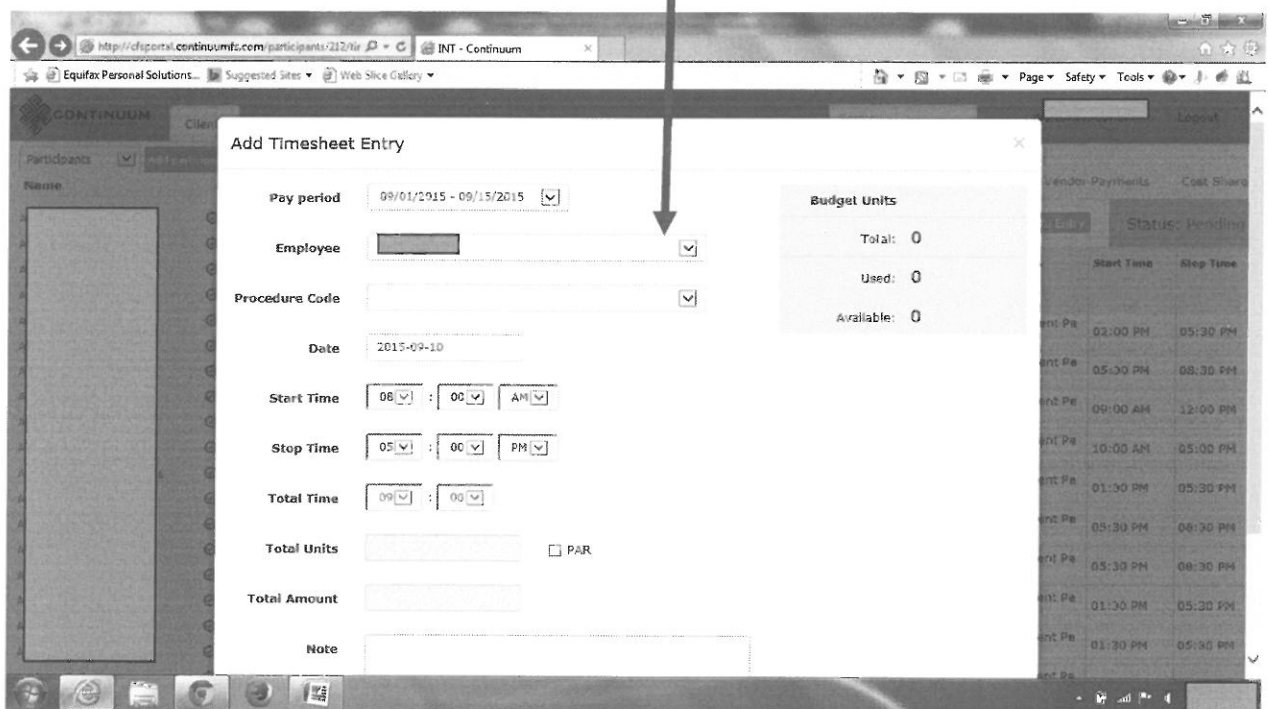 http://cfsportal.continuumfs.com/participants/212/tir
INT - Continuum
Equifax Personal Solutions...
Suggested Sites
Web Slice Gallery
Page
Safety
Tools
CONTINUUM
Logout
Participants
Name
Vendor Payments
Cost Share
Status: Pending
Start Time
Stop Time
Add Timesheet Entry
Pay period
09/01/2015 - 09/15/2015
Employee
Procedure Code
Date
2015-09-10
Start Time
08 : 00 AM
Stop Time
05 : 00 PM
Total Time
09 : 00
Total Units
PAR
Total Amount
Note
Budget Units
Total: 0
Used: 0
Available: 0
02:00 PM 05:30 PM
05:30 PM 08:30 PM
09:00 AM 12:00 PM
10:00 AM 05:00 PM
01:30 PM 05:30 PM
05:30 PM 08:30 PM
05:30 PM 08:30 PM
01:30 PM 05:30 PM
01:30 PM 05:30 PM